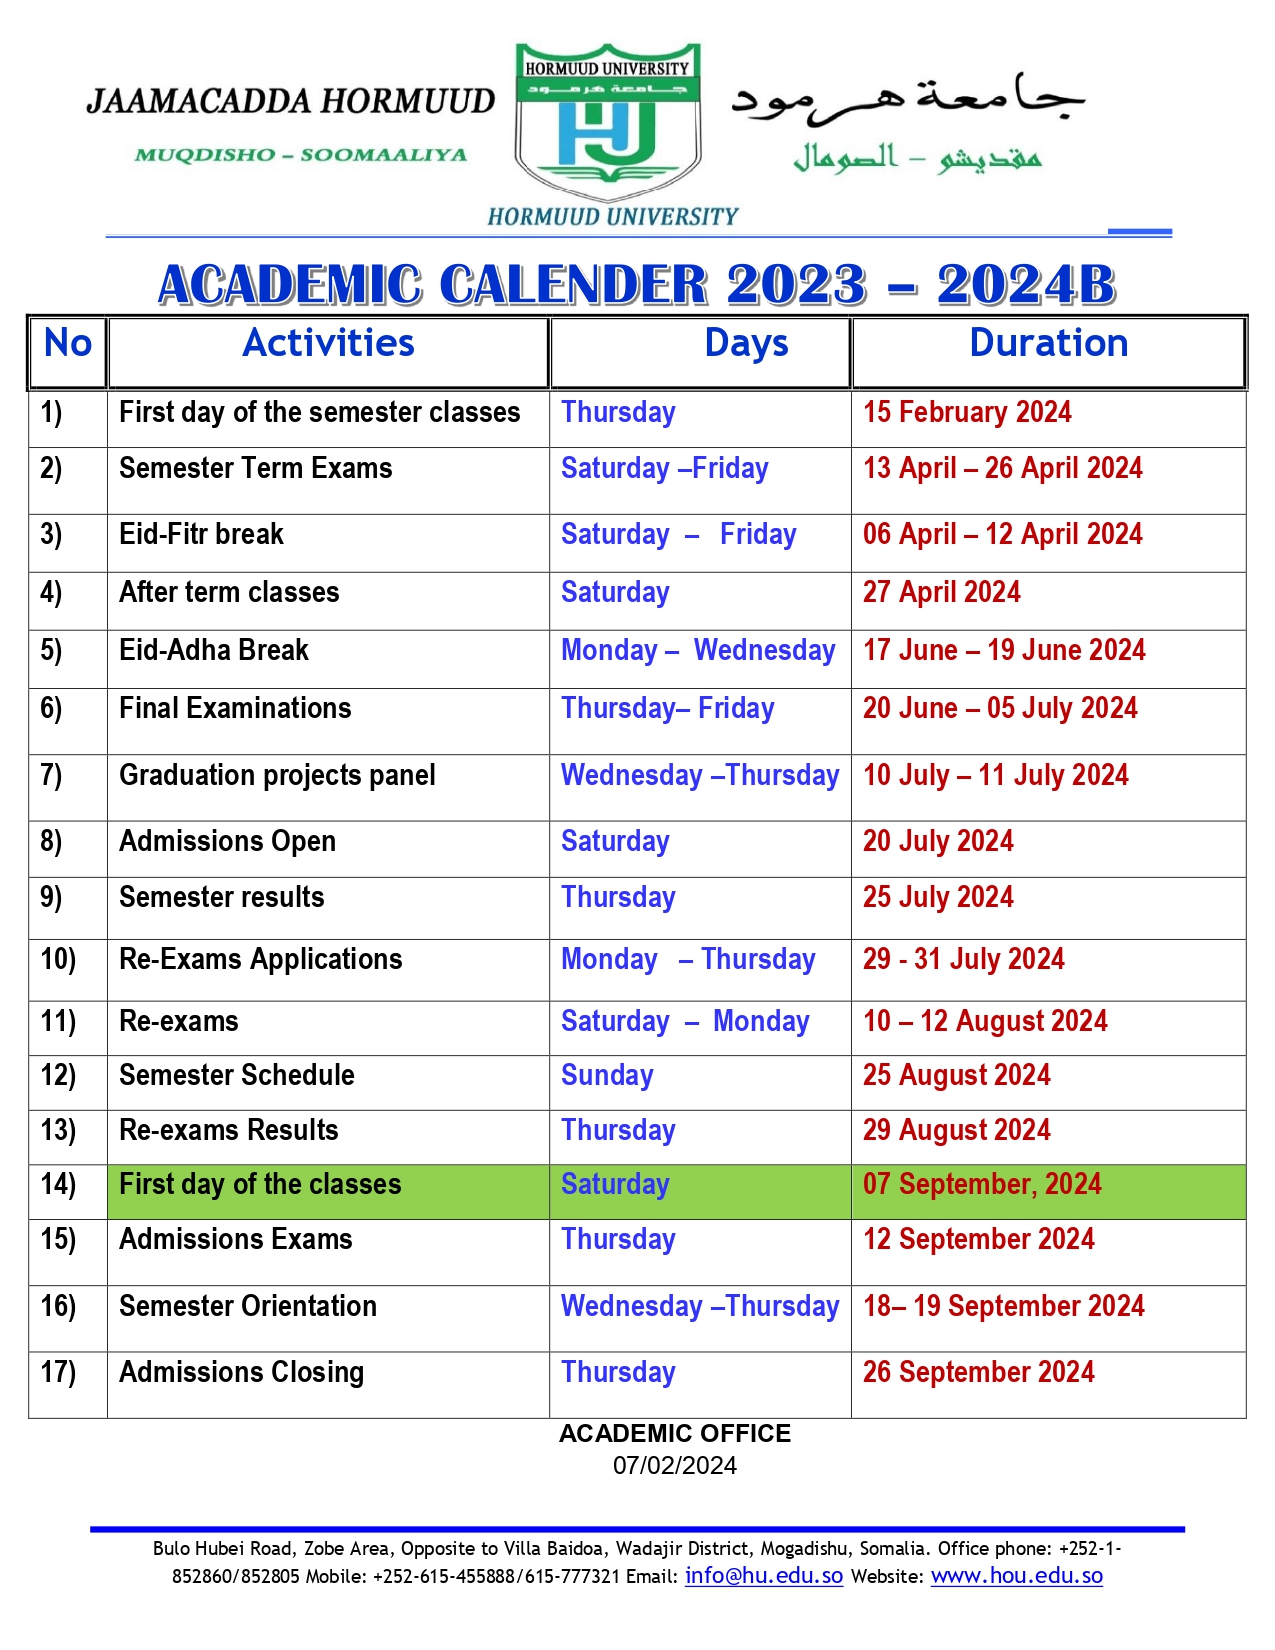 JAAMACADDA HORMUUD
MUQDISHO – SOOMAALIYA
HORMUUD UNIVERSITY
جامعة هرمود
HU
جامعة هرمود
مقديشو – الصومال
HORMUUD UNIVERSITY
ACADEMIC CALENDER 2023 – 2024B
No Activities Days Duration
1) First day of the semester classes Thursday 15 February 2024
2) Semester Term Exams Saturday –Friday 13 April – 26 April 2024
3) Eid-Fitr break Saturday – Friday 06 April – 12 April 2024
4) After term classes Saturday 27 April 2024
5) Eid-Adha Break Monday – Wednesday 17 June – 19 June 2024
6) Final Examinations Thursday– Friday 20 June – 05 July 2024
7) Graduation projects panel Wednesday –Thursday 10 July – 11 July 2024
8) Admissions Open Saturday 20 July 2024
9) Semester results Thursday 25 July 2024
10) Re-Exams Applications Monday – Thursday 29 - 31 July 2024
11) Re-exams Saturday – Monday 10 – 12 August 2024
12) Semester Schedule Sunday 25 August 2024
13) Re-exams Results Thursday 29 August 2024
14) First day of the classes Saturday 07 September, 2024
15) Admissions Exams Thursday 12 September 2024
16) Semester Orientation Wednesday –Thursday 18– 19 September 2024
17) Admissions Closing Thursday 26 September 2024
ACADEMIC OFFICE
07/02/2024
Bulo Hubei Road, Zobe Area, Opposite to Villa Baidoa, Wadajir District, Mogadishu, Somalia. Office phone: +252-1-
852860/852805 Mobile: +252-615-455888/615-777321 Email: info@hu.edu.so Website: www.hou.edu.so